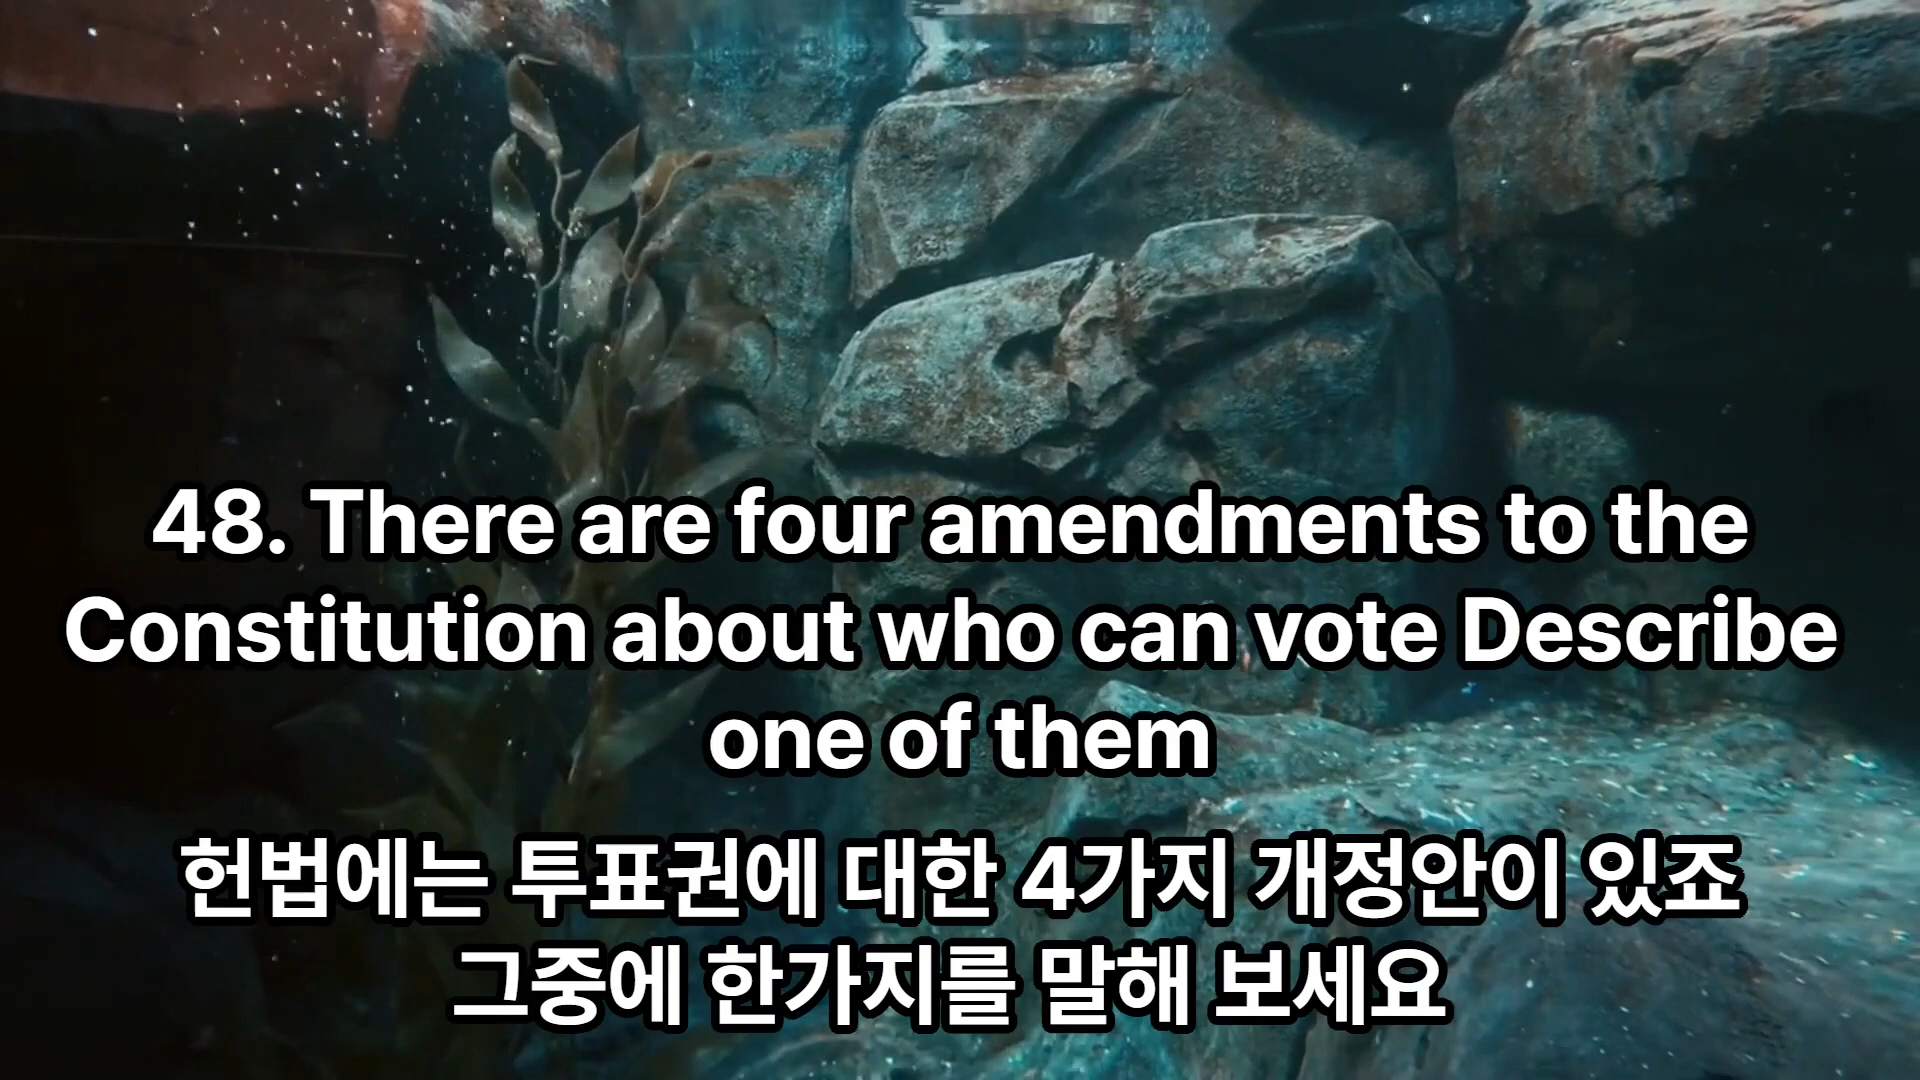 48. There are four amendments to the
Constitution about who can vote Describe
one of them
헌법에는 투표권에 대한 4가지 개정안이 있죠
그중에 한가지를 말해 보세요